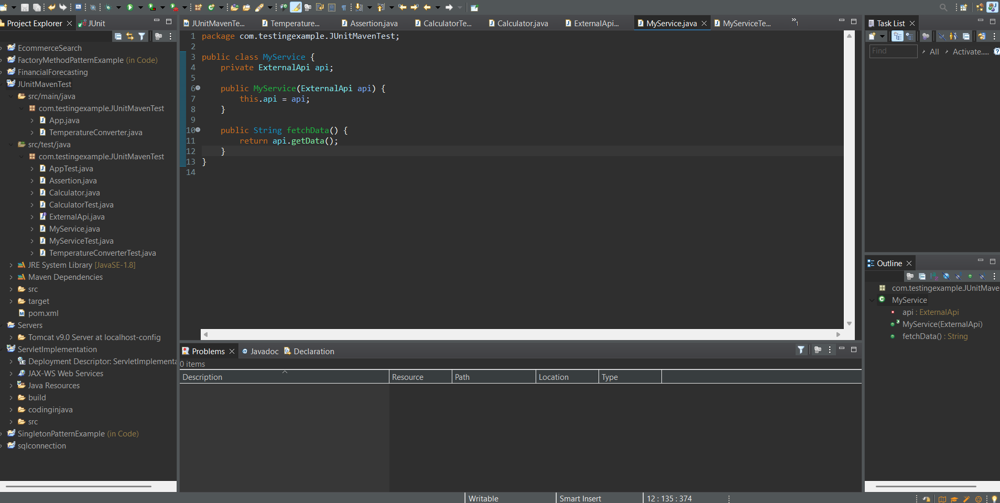 Project Explorer
JUnit
EcommerceSearch
FactoryMethodPatternExample (in Code)
FinancialForecasting
JUnitMavenTest
src/main/java
com.testingexample.JUnitMavenTest
App.java
TemperatureConverter.java
src/test/java
com.testingexample.JUnitMavenTest
AppTest.java
Assertion.java
Calculator.java
CalculatorTest.java
ExternalApi.java
MyService.java
MyServiceTest.java
TemperatureConverterTest.java
JRE System Library [JavaSE-1.8]
Maven Dependencies
src
target
pom.xml
Servers
Tomcat v9.0 Server at localhost-config
ServletImplementation
Deployment Descriptor: ServletImplementa
JAX-WS Web Services
Java Resources
build
codinginjava
src
SingletonPatternExample (in Code)
sqlconnection
JUnitMavenTe...
Temperature...
Assertion.java
CalculatorTe...
Calculator.java
ExternalApi...
MyService.java
MyServiceTe...
»1
1 package com.testingexample.JUnitMavenTest;
2
3 public class MyService {
4 private ExternalApi api;
5
6 public MyService(ExternalApi api) {
7 this.api = api;
8 }
9
10 public String fetchData() {
11 return api.getData();
12 }
13 }
14
Problems
Javadoc
Declaration
0 items
Description Resource Path Location Type
Task List
Find
All
Activate.....
Outline
com.testingexample.JUnitMave
MyService
api : ExternalApi
MyService(ExternalApi)
fetchData() : String
Writable
Smart Insert
12 : 135 : 374